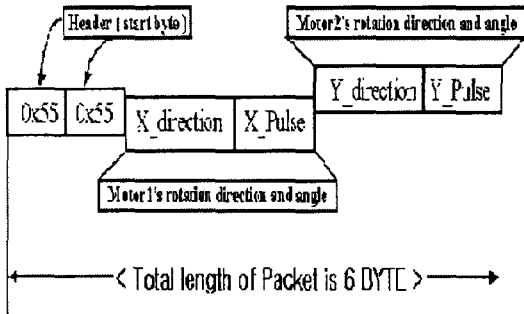 Header (start byte)
Motor2's rotation direction and angle
0x55 0x55
X_direction X_Pulse
Y_direction Y_Pulse
Motor1's rotation direction and angle
< Total length of Packet is 6 BYTE >